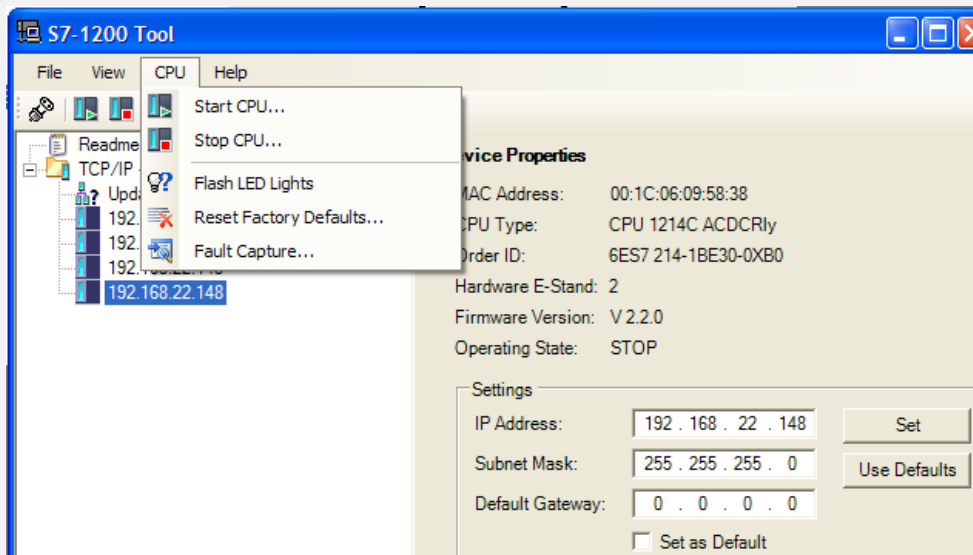 S7-1200 Tool
File View CPU Help
Start CPU...
Stop CPU...
Flash LED Lights
Reset Factory Defaults...
Fault Capture...
Readme
TCP/IP
192.
192.
192.168.22.148
Device Properties
MAC Address: 00:1C:06:09:58:38
CPU Type: CPU 1214C ACDCRly
Order ID: 6ES7 214-1BE30-0XB0
Hardware E-Stand: 2
Firmware Version: V 2.2.0
Operating State: STOP
Settings
IP Address: 192 . 168 . 22 . 148 Set
Subnet Mask: 255 . 255 . 255 . 0 Use Defaults
Default Gateway: 0 . 0 . 0 . 0
Set as Default